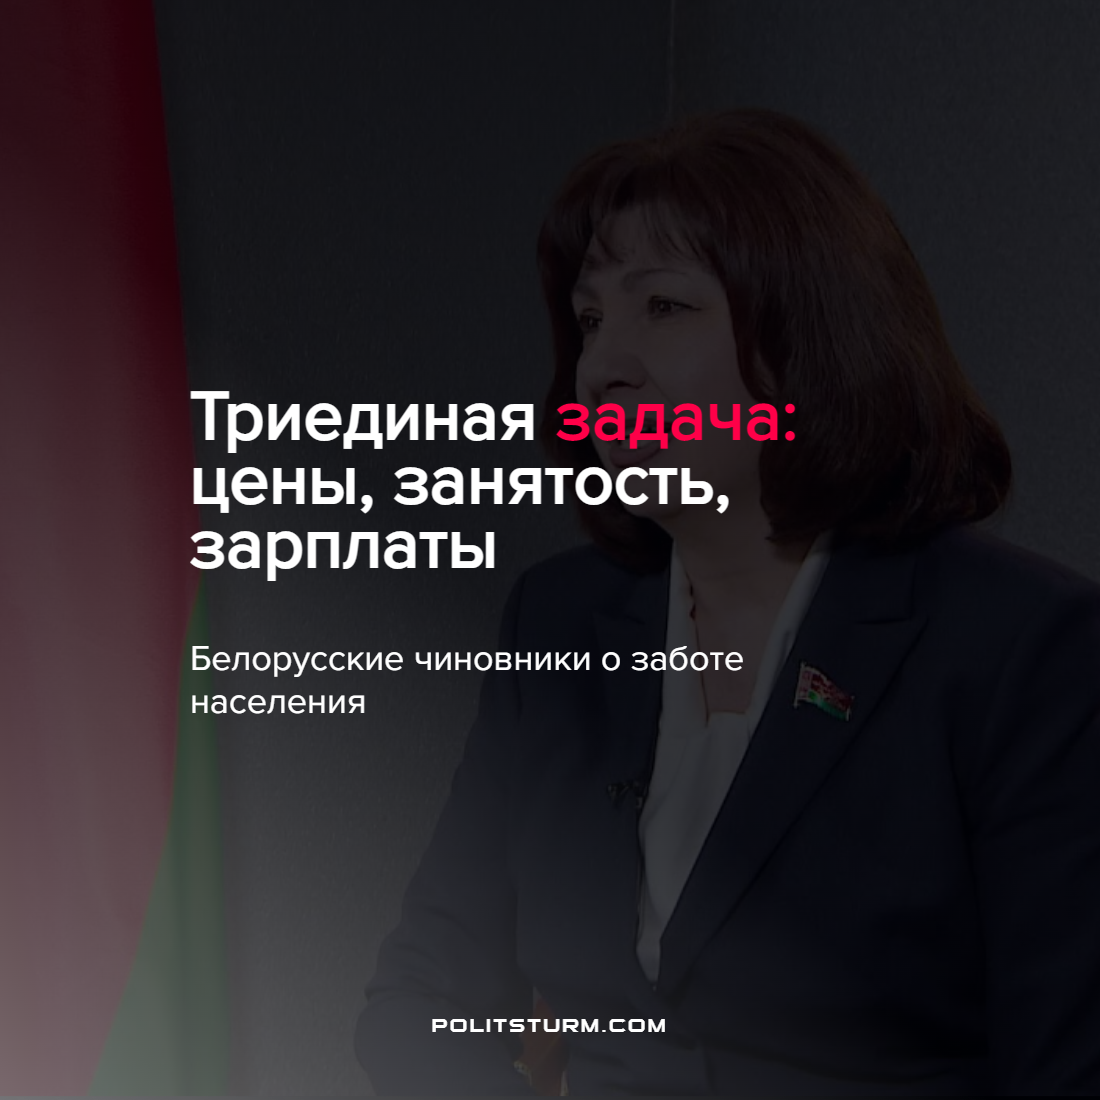 Триединая задача:
цены, занятость,
зарплаты
Белорусские чиновники о заботе
населения
POLITSTURM.COM